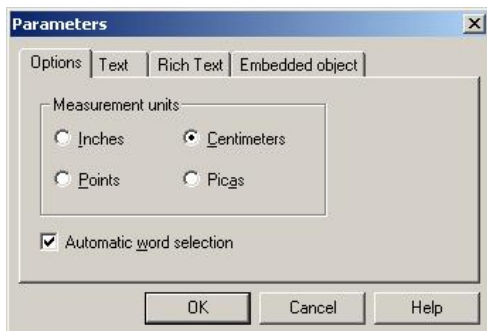 Parameters
Options Text Rich Text Embedded object
Measurement units
Inches Centimeters
Points Picas
Automatic word selection
OK Cancel Help